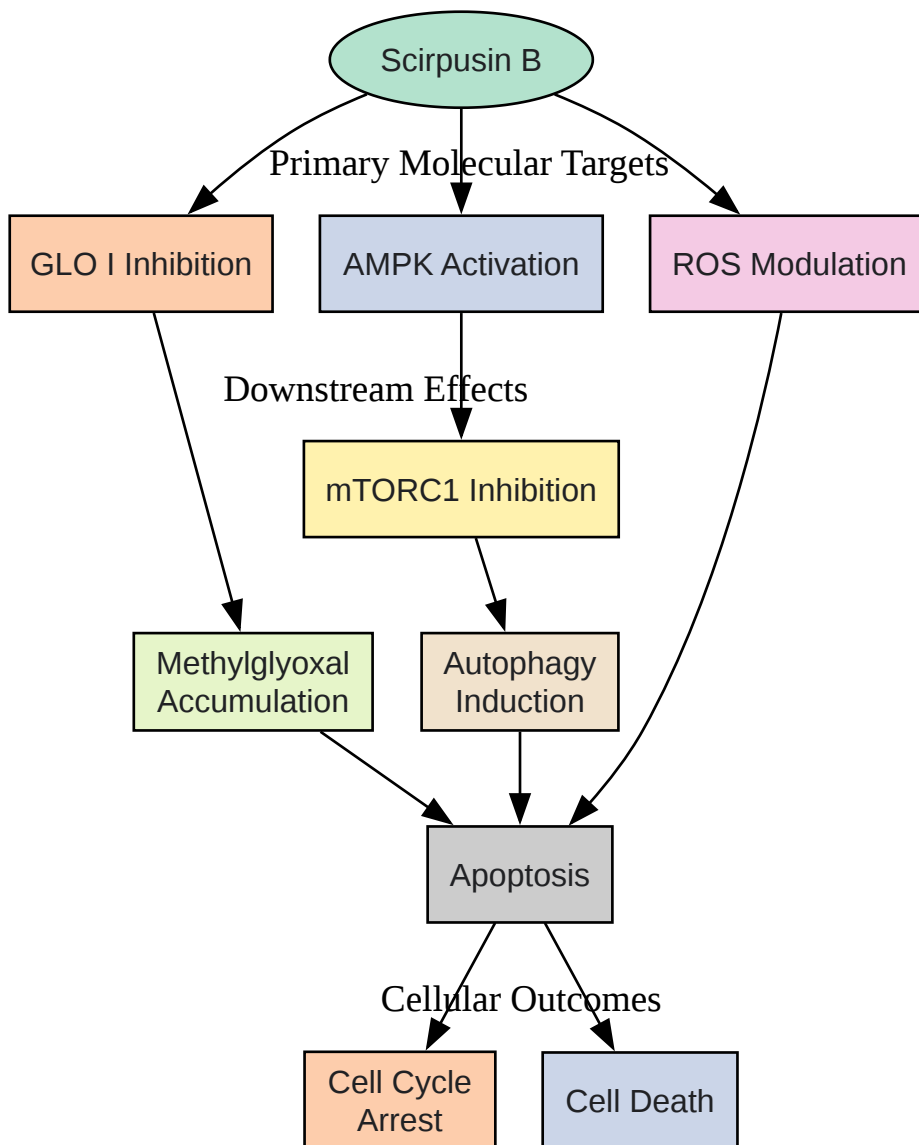 Scirpusin B
Primary Molecular Targets
GLO I Inhibition
AMPK Activation
ROS Modulation
Downstream Effects
mTORC1 Inhibition
Methylglyoxal
Accumulation
Autophagy
Induction
Apoptosis
Cellular Outcomes
Cell Cycle
Arrest
Cell Death